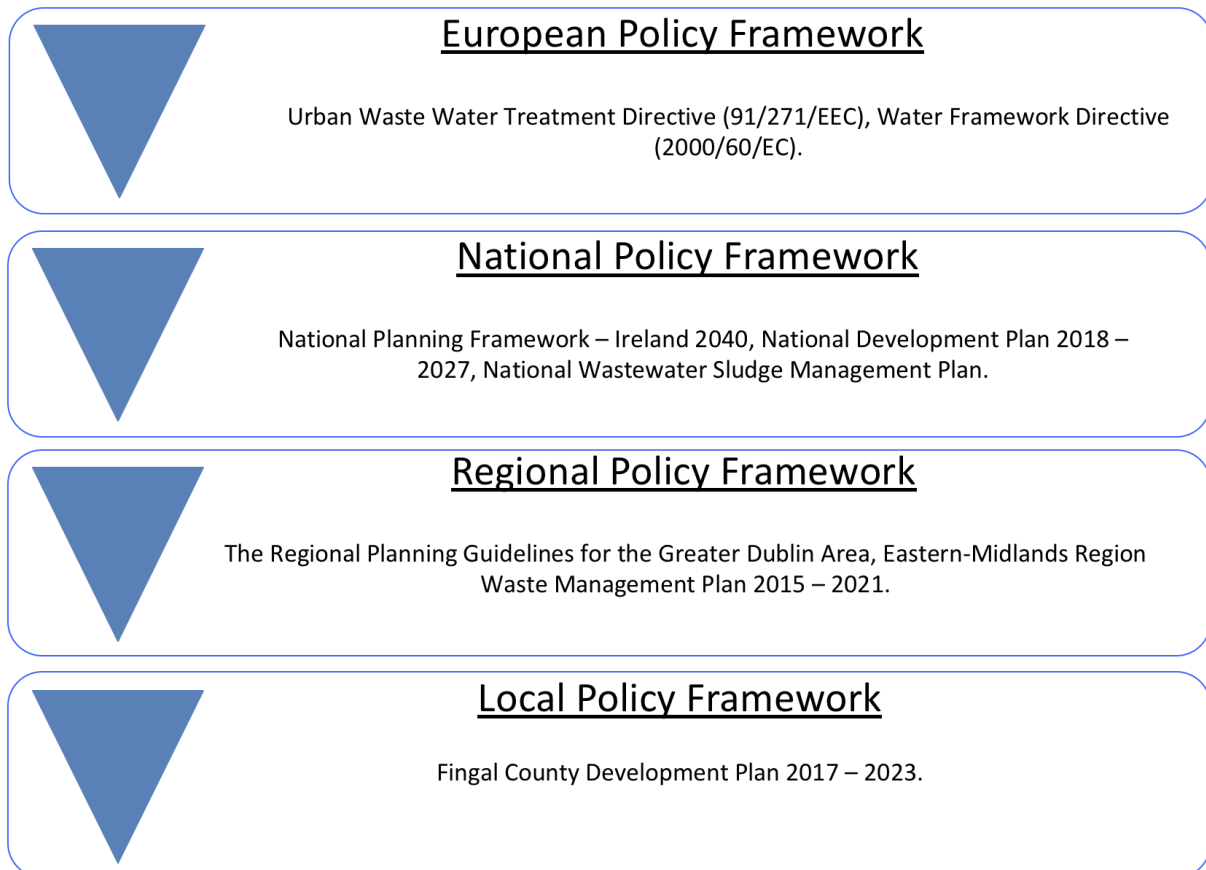 European Policy Framework
Urban Waste Water Treatment Directive (91/271/EEC), Water Framework Directive
(2000/60/EC).
National Policy Framework
National Planning Framework – Ireland 2040, National Development Plan 2018 –
2027, National Wastewater Sludge Management Plan.
Regional Policy Framework
The Regional Planning Guidelines for the Greater Dublin Area, Eastern-Midlands Region
Waste Management Plan 2015 – 2021.
Local Policy Framework
Fingal County Development Plan 2017 – 2023.